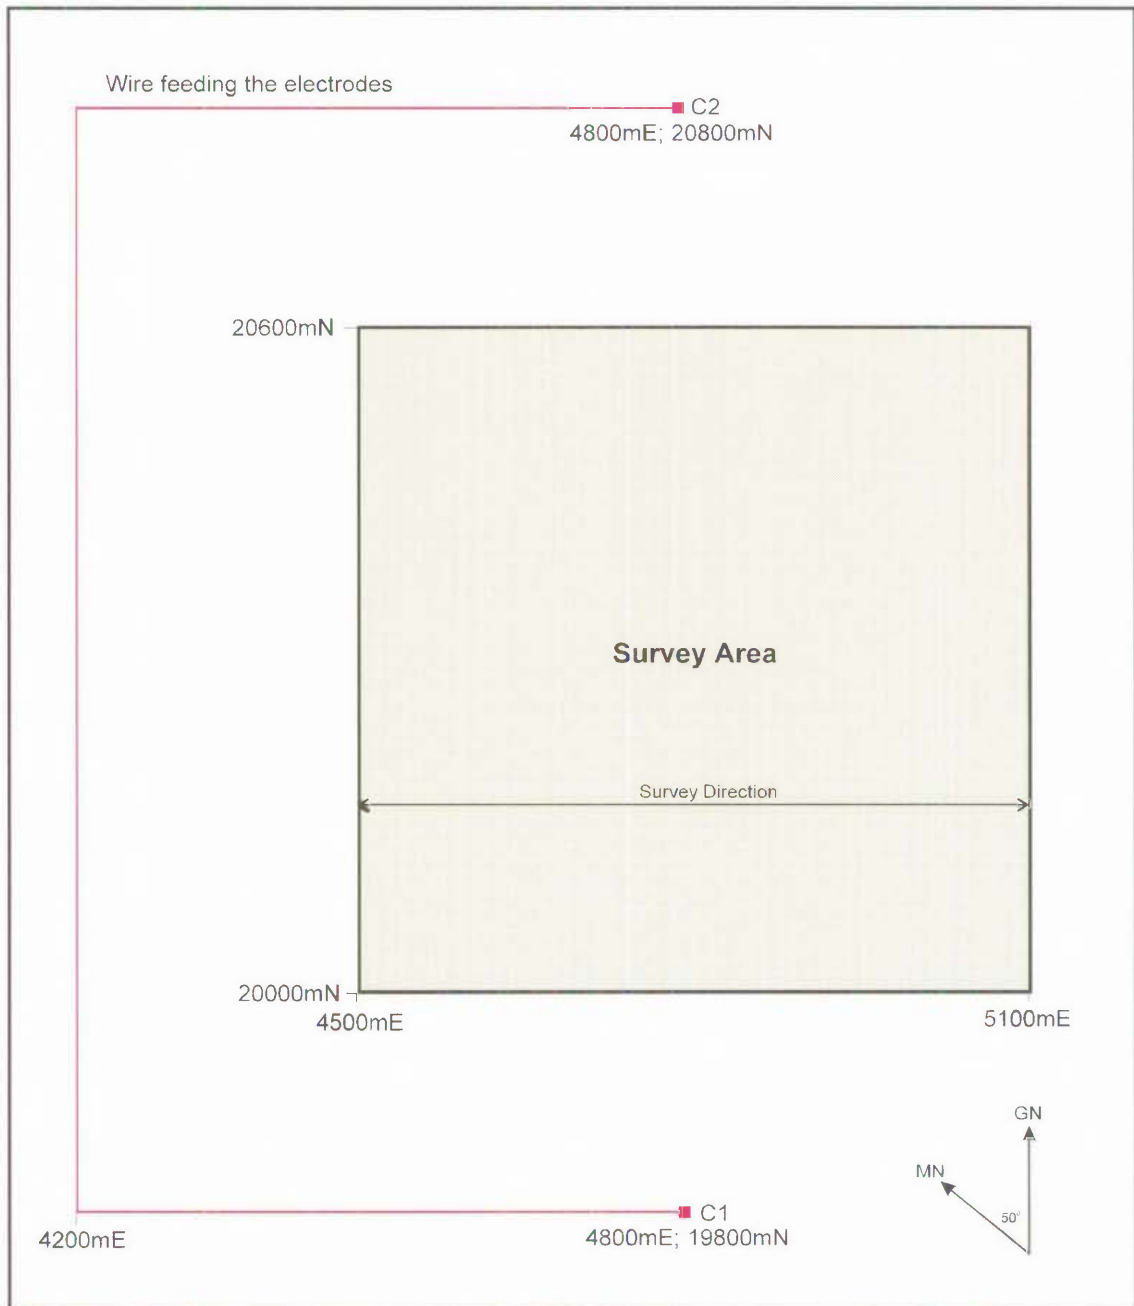 Wire feeding the electrodes
C2
4800mE; 20800mN
20600mN
Survey Area
Survey Direction
20000mN
4500mE
5100mE
GN
MN
50°
C1
4200mE
4800mE; 19800mN